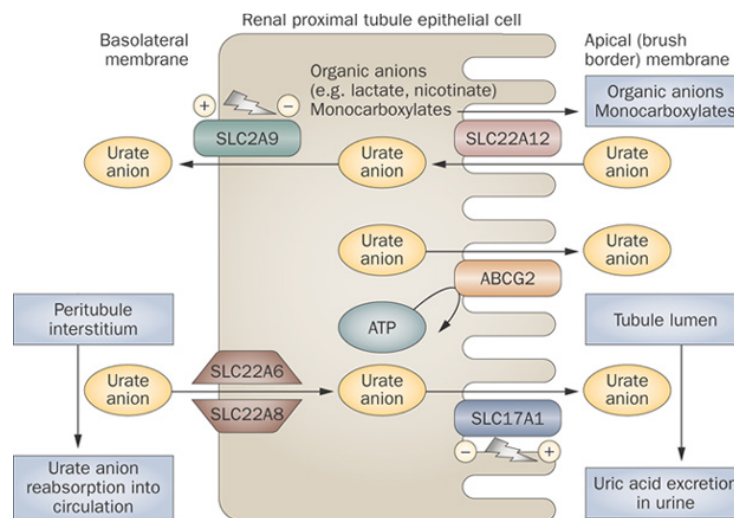 Renal proximal tubule epithelial cell
Basolateral
membrane
Apical (brush
border) membrane
Organic anions
(e.g. lactate, nicotinate)
Monocarboxylates
Organic anions
Monocarboxylates
+
−
SLC2A9
SLC22A12
Urate
anion
Urate
anion
Urate
anion
Urate
anion
Urate
anion
ABCG2
ATP
Peritubule
interstitium
Tubule lumen
SLC22A6
SLC22A8
Urate
anion
Urate
anion
Urate
anion
SLC17A1
−
+
Urate anion
reabsorption into
circulation
Uric acid excretion
in urine